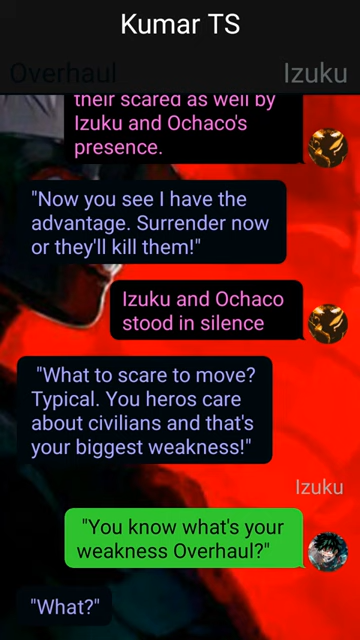 Kumar TS
Overhaul
Izuku
their scared as well by
Izuku and Ochaco's
presence.
"Now you see I have the
advantage. Surrender now
or they'll kill them!"
Izuku and Ochaco
stood in silence
"What to scare to move?
Typical. You heros care
about civilians and that's
your biggest weakness!"
Izuku
"You know what's your
weakness Overhaul?"
"What?"